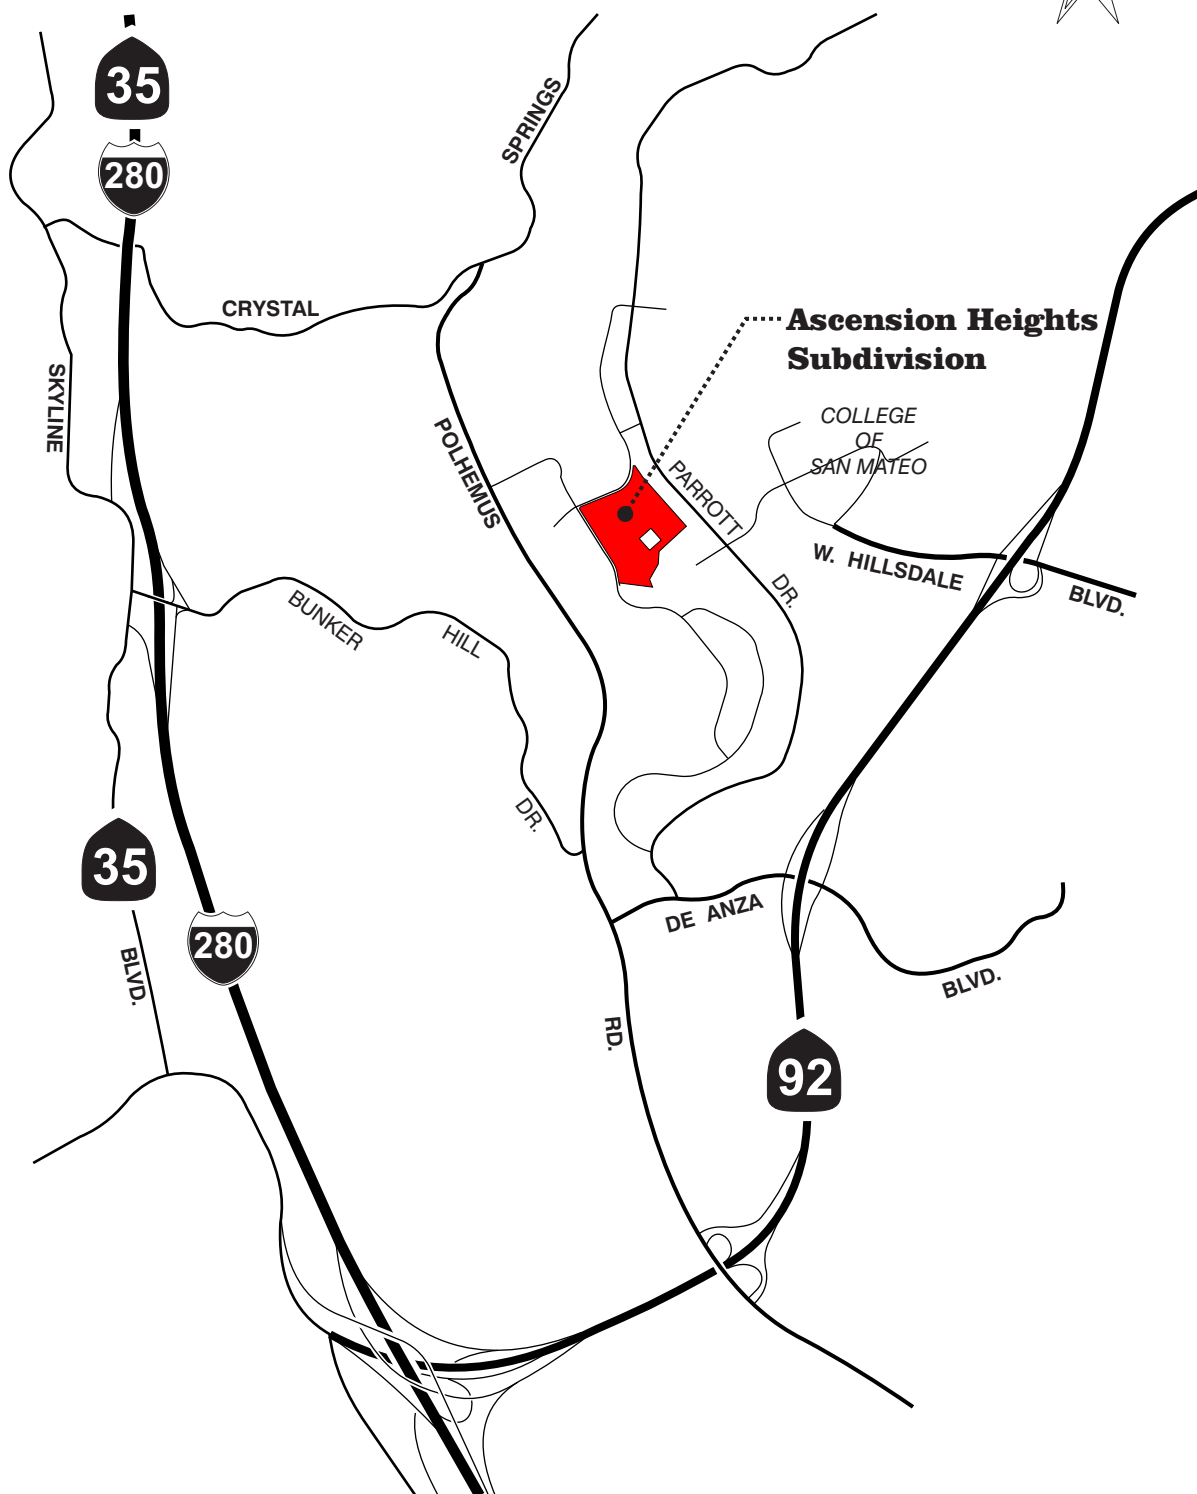 35
280
SPRINGS
CRYSTAL
Ascension Heights
Subdivision
SKYLINE
POLHEMUS
COLLEGE
OF
SAN MATEO
PARROTT
DR.
W. HILLSDALE
BLVD.
BUNKER
HILL
DR.
35
280
BLVD.
DE ANZA
BLVD.
RD.
92